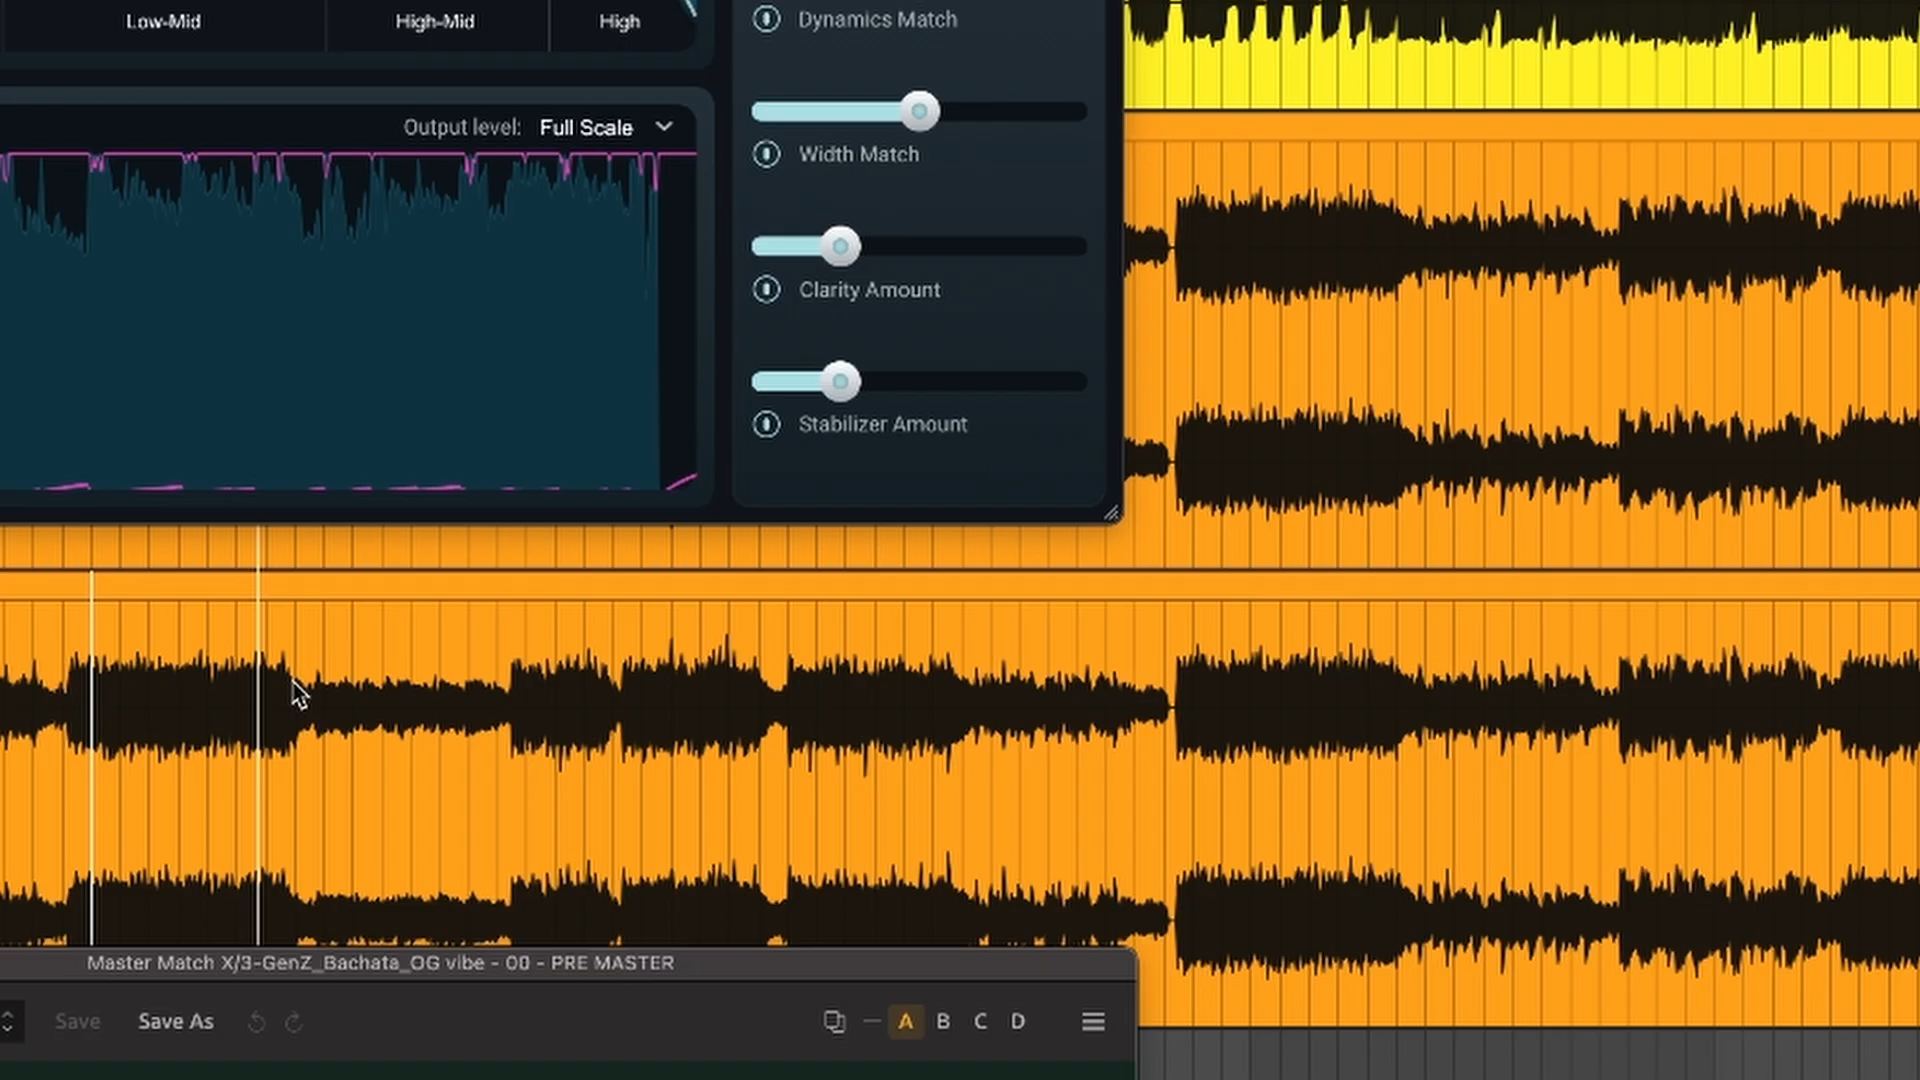 Low-Mid High-Mid High
Dynamics Match
Output level: Full Scale
Width Match
Clarity Amount
Stabilizer Amount
Master Match X/3-GenZ_Bachata_OG vibe - 00 - PRE MASTER
Save Save As A B C D